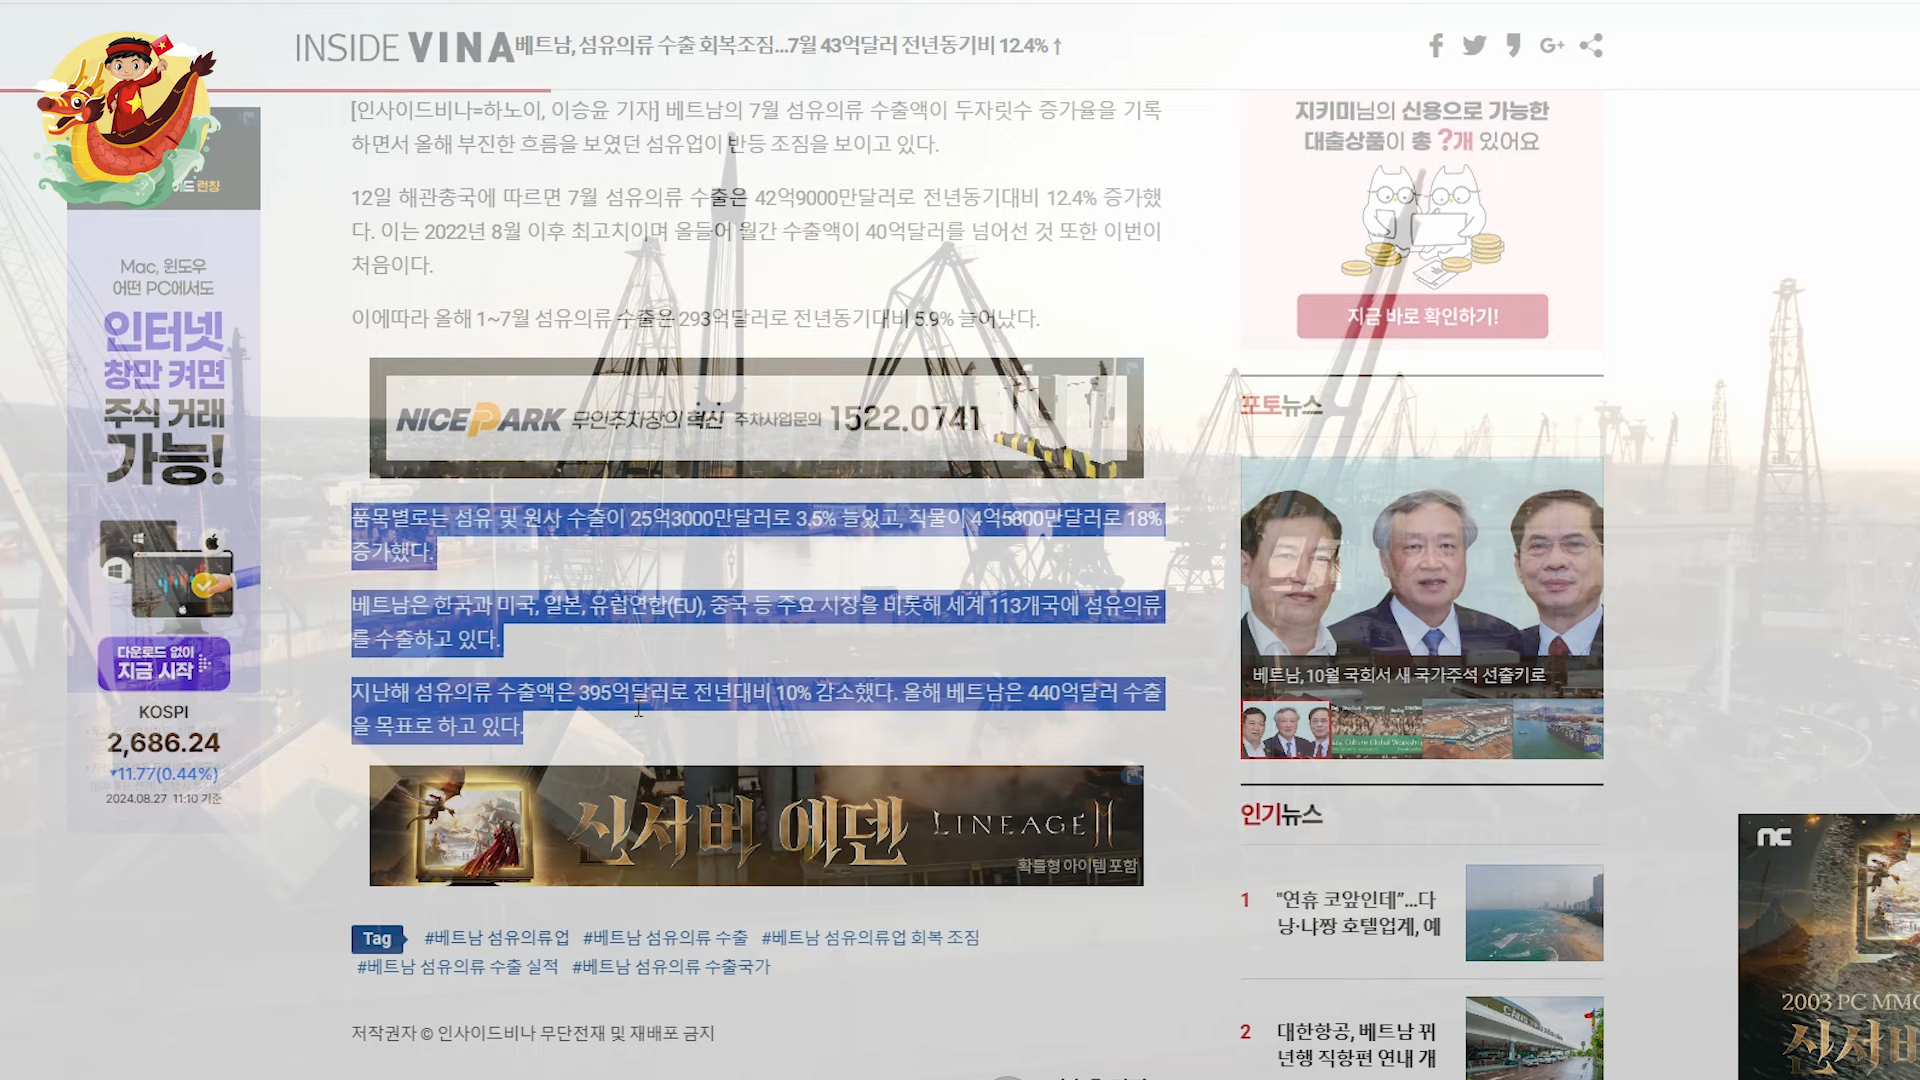 INSIDE VINA
베트남, 섬유의류 수출 회복조짐...7월 43억달러 전년동기비 12.4%↑
G+
[인사이드비나=하노이, 이승윤 기자] 베트남의 7월 섬유의류 수출액이 두자릿수 증가율을 기록
하면서 올해 부진한 흐름을 보였던 섬유업이 반등 조짐을 보이고 있다.
12일 해관총국에 따르면 7월 섬유의류 수출은 42억9000만달러로 전년동기대비 12.4% 증가했
다. 이는 2022년 8월 이후 최고치이며 올들어 월간 수출액이 40억달러를 넘어선 것 또한 이번이
처음이다.
이에따라 올해 1~7월 섬유의류 수출은 293억달러로 전년동기대비 5.9% 늘어났다.
NICEPARK 무인주차장의 혁신 주차사업문의 1522.0741
품목별로는 섬유 및 원사 수출이 25억3000만달러로 3.5% 늘었고, 직물이 4억5800만달러로 18%
증가했다.
베트남은 한국과 미국, 일본, 유럽연합(EU), 중국 등 주요 시장을 비롯해 세계 113개국에 섬유의류
를 수출하고 있다.
지난해 섬유의류 수출액은 395억달러로 전년대비 10% 감소했다. 올해 베트남은 440억달러 수출
을 목표로 하고 있다.
신서버 에덴 LINEAGE II
확률형 아이템 포함
Tag #베트남 섬유의류업 #베트남 섬유의류 수출 #베트남 섬유의류업 회복 조짐
#베트남 섬유의류 수출 실적 #베트남 섬유의류 수출국가
저작권자 © 인사이드비나 무단전재 및 재배포 금지
런칭
Mac, 윈도우
어떤 PC에서도
인터넷
창만 켜면
주식 거래
가능!
다운로드 없이
지금 시작
KOSPI
2,686.24
▼11.77(0.44%)
2024.08.27 11:10 기준
지키미님의 신용으로 가능한
대출상품이 총 ?개 있어요
지금 바로 확인하기!
포토뉴스
베트남, 10월 국회서 새 국가주석 선출키로
인기뉴스
1 "연휴 코앞인데"...다
낭·나짱 호텔업계, 예
2 대한항공, 베트남 뀌
년행 직항편 연내 개
nc
2003 PC MMO
신서버